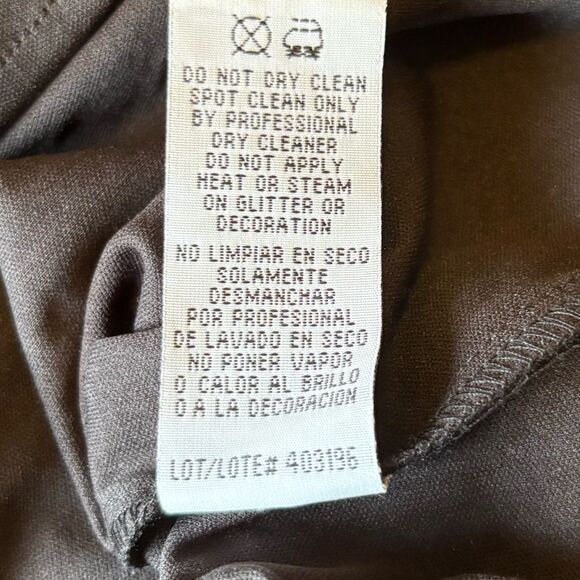 DO NOT DRY CLEAN
SPOT CLEAN ONLY
BY PROFESSIONAL
DRY CLEANER
DO NOT APPLY
HEAT OR STEAM
ON GLITTER OR
DECORATION
NO LIMPIAR EN SECO
SOLAMENTE
DESMANCHAR
POR PROFESIONAL
DE LAVADO EN SECO
NO PONER VAPOR
O CALOR AL BRILLO
O A LA DECORACION
LOT/LOTE# 403196